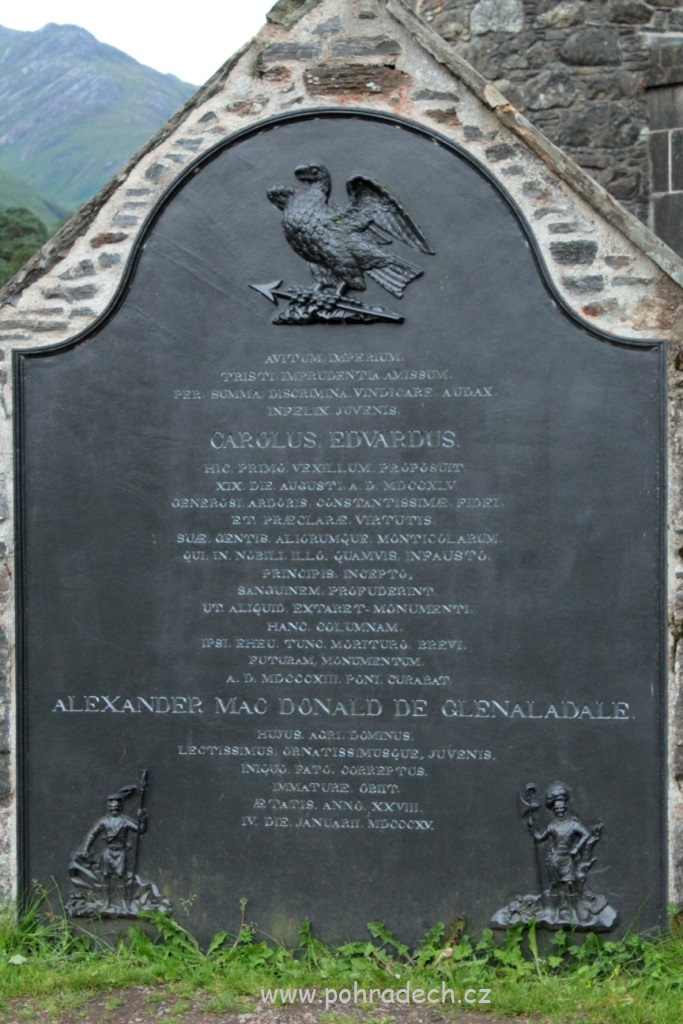 AVITUM. IMPERIUM.
TRISTI. IMPRUDENTIA. AMISSUM.
PER. SUMMA. DISCRIMINA. VINDICARE. AUDAX.
INFELIX. JUVENIS.
CAROLUS. EDVARDUS.
HIC. PRIMO. VEXILLUM. PROPOSUIT.
XIX. DIE. AUGUSTI. A. D. MDCCXLV.
GENEROSI. ARDORIS. CONSTANTISSIMÆ. FIDEI.
ET. PRÆCLARÆ. VIRTUTIS.
SUÆ. GENTIS. ALIORUMQUE. MONTICOLARUM.
QUI. IN. NOBILI. ILLO. QUAMVIS. INFAUSTO.
PRINCIPIS. INCEPTO.
SANGUINEM. PROFUDERINT.
UT. ALIQUID. EXTARET. MONUMENTI.
HANC. COLUMNAM.
IPSI. EHEU. TUNC. MORITURO. BREVI.
FUTURAM. MONUMENTUM.
A. D. MDCCCXIII. PONI. CURABAT.
ALEXANDER MAC DONALD DE GLENALADALE.
HUJUS. AGRI. DOMINUS.
LECTISSIMUS. ORNATISSIMUSQUE. JUVENIS.
INIQUO. FATO. CORREPTUS.
IMMATURE. OBIIT.
ÆTATIS. ANNO. XXVIII.
IV. DIE. JANUARII. MDCCCXV.
www.pohradech.cz